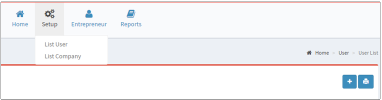 Home Setup Entrepreneur Reports
List User
List Company
Home - User - User List